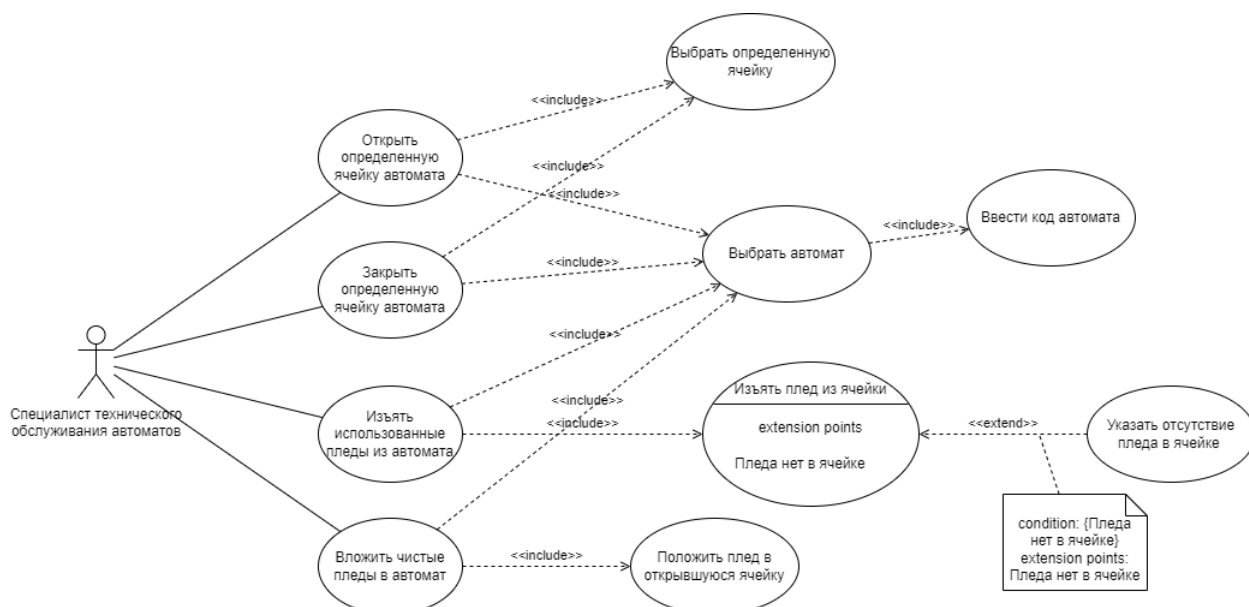 Выбрать определенную
ячейку
<<include>>
Открыть
определенную
ячейку автомата
<<include>>
<<include>>
Ввести код автомата
<<include>>
Выбрать автомат
Закрыть
определенную
ячейку автомата
<<include>>
<<include>>
Специалист технического
обслуживания автоматов
Изъять
использованные
пледы из автомата
<<include>>
<<include>>
Изъять плед из ячейки
extension points
Пледа нет в ячейке
<<extend>>
Указать отсутствие
пледа в ячейке
condition: {Пледа
нет в ячейке}
extension points:
Пледа нет в ячейке
Вложить чистые
пледы в автомат
<<include>>
Положить плед в
открывшуюся ячейку